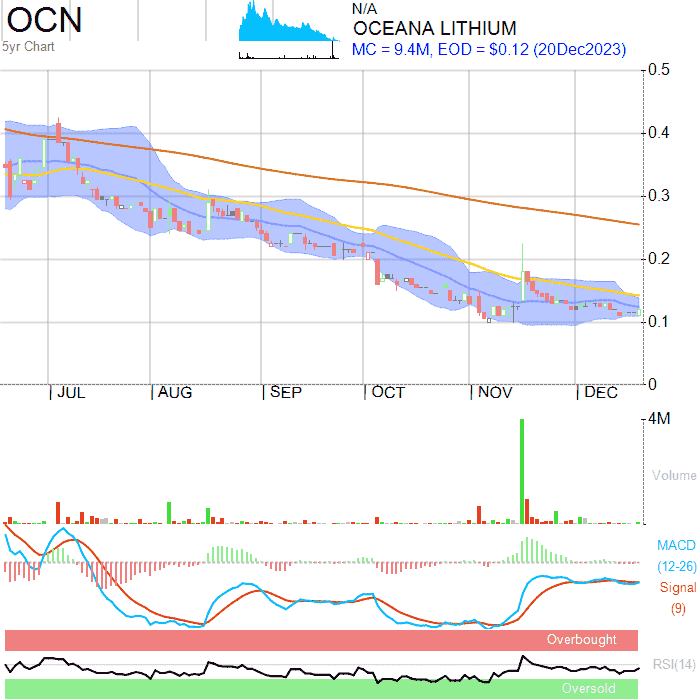 OCN
5yr Chart
N/A
OCEANA LITHIUM
MC = 9.4M, EOD = $0.12 (20Dec2023)
0.5
0.4
0.3
0.2
0.1
0
JUL
AUG
SEP
OCT
NOV
DEC
4M
Volume
MACD
(12-26)
Signal
(9)
Overbought
RSI(14)
Oversold